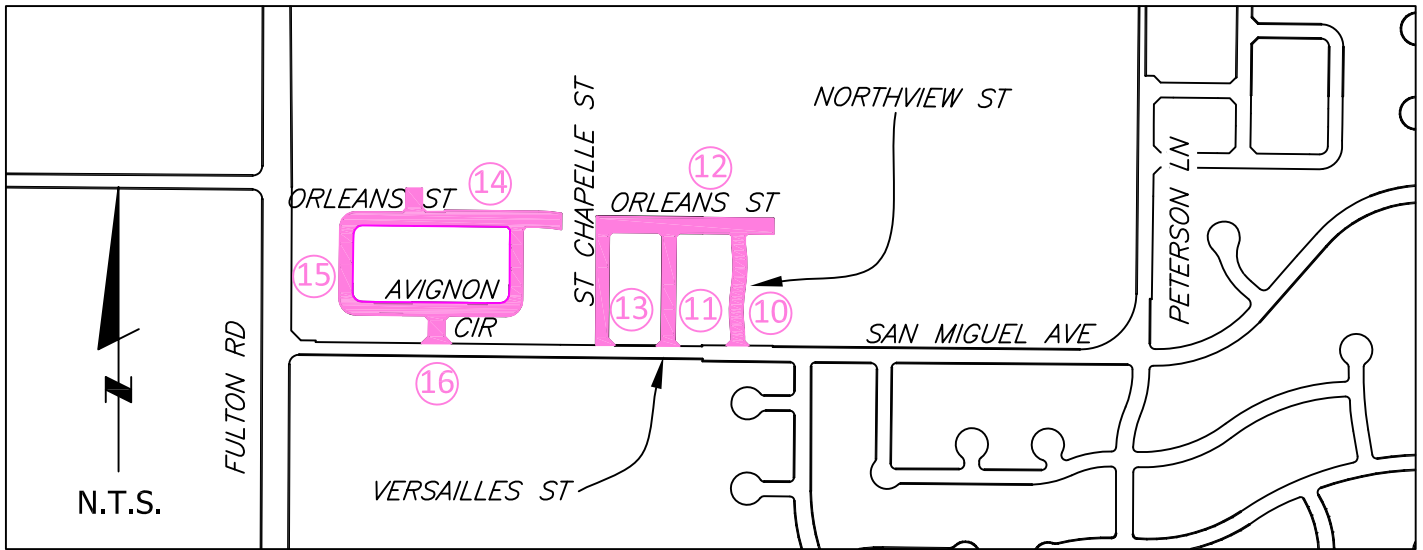 NORTHVIEW ST
ST CHAPELLE ST
12
14
ORLEANS ST
ORLEANS ST
PETERSON LN
15
AVIGNON
CIR
13
11
10
SAN MIGUEL AVE
FULTON RD
16
VERSAILLES ST
N
N.T.S.